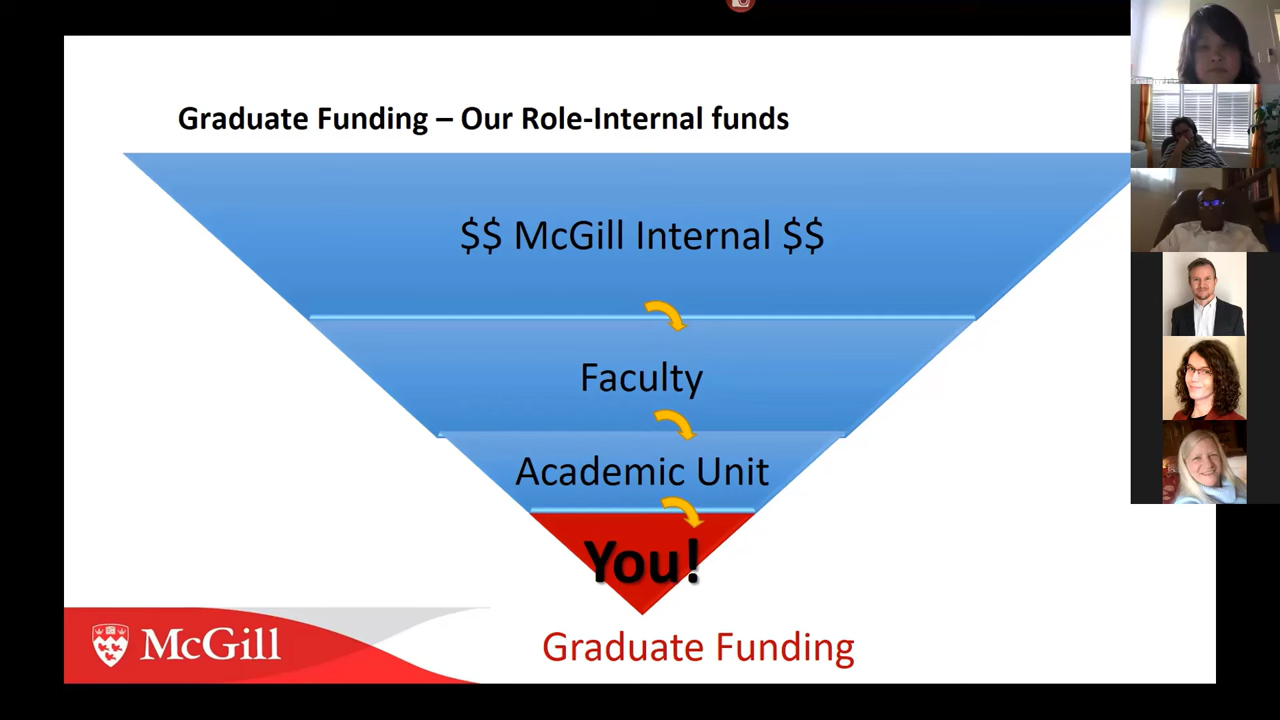 Graduate Funding – Our Role-Internal funds
$$ McGill Internal $$
Faculty
Academic Unit
You!
McGill
Graduate Funding